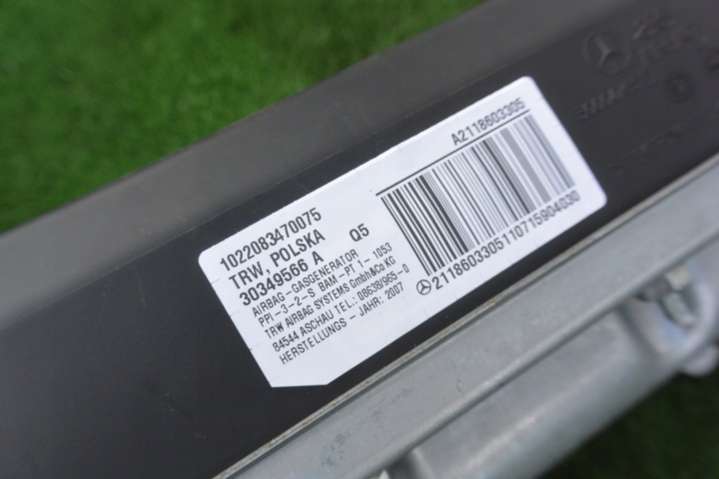 1022083470075
TRW, POLSKA
30349566 A Q5
AIRBAG-GASGENERATOR
PPI-3-2-S BAM-PT 1-1053
TRW AIRBAG SYSTEMS GmbH&Co KG
84544 ASCHAU TEL.: 08638/965-0
HERSTELLUNGS - JAHR: 2007
A2118603305
2118603305110715904030